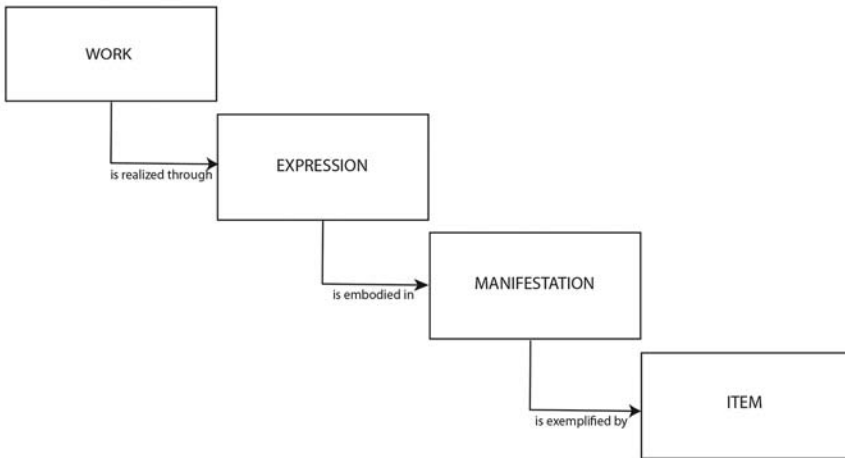 WORK
is realized through
EXPRESSION
is embodied in
MANIFESTATION
is exemplified by
ITEM